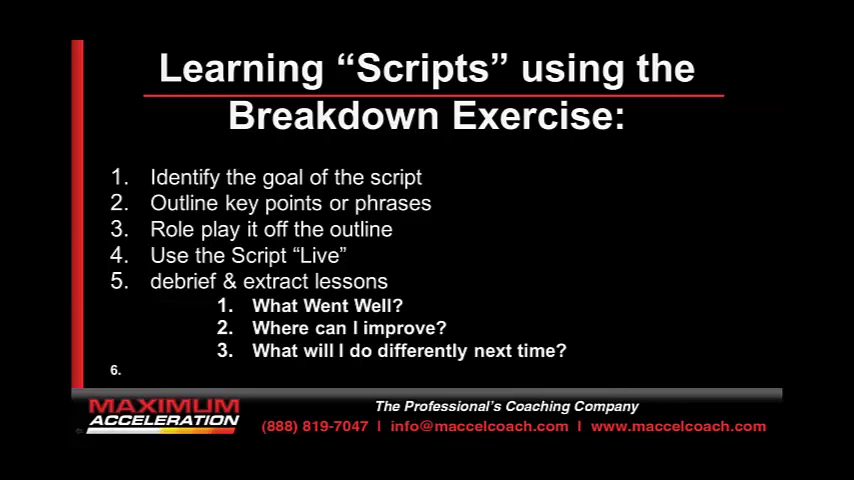 Learning “Scripts” using the
Breakdown Exercise:
1. Identify the goal of the script
2. Outline key points or phrases
3. Role play it off the outline
4. Use the Script “Live”
5. debrief & extract lessons
1. What Went Well?
2. Where can I improve?
3. What will I do differently next time?
6.
MAXIMUM
ACCELERATION
The Professional’s Coaching Company
(888) 819-7047 | info@maccelcoach.com | www.maccelcoach.com